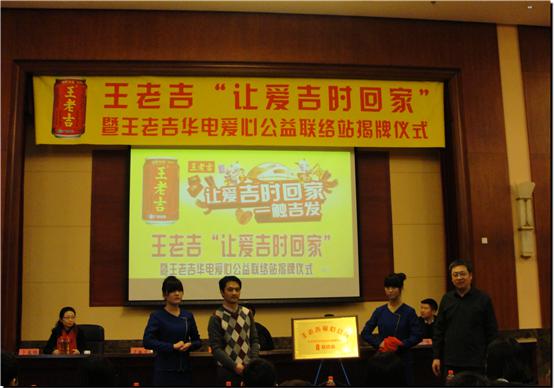 王老吉
王老吉“让爱吉时回家”
暨王老吉华电爱心公益联络站揭牌仪式
王老吉
王老吉
让爱吉时回家
一触吉发
王老吉“让爱吉时回家”
暨王老吉华电爱心公益联络站揭牌仪式